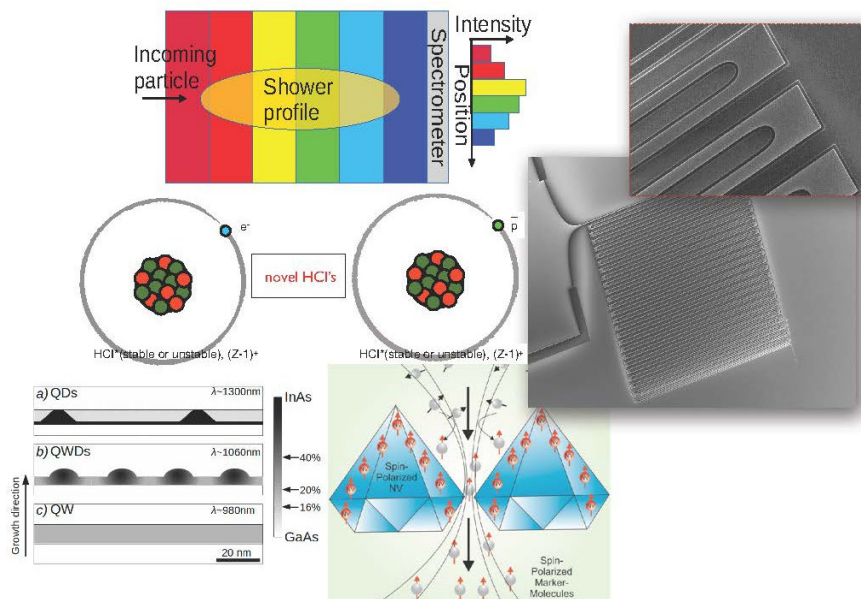 Incoming
particle
Shower
profile
Spectrometer
Intensity
Position
e-
p̅
novel HCI's
HCI*(stable or unstable), (Z-1)+
HCI*(stable or unstable), (Z-1)+
a) QDs λ~1300nm
b) QWDs λ~1060nm
c) QW λ~980nm
20 nm
Growth direction
InAs
40%
20%
16%
GaAs
Spin-
Polarized
NV
Spin-
Polarized
Marker-
Molecules